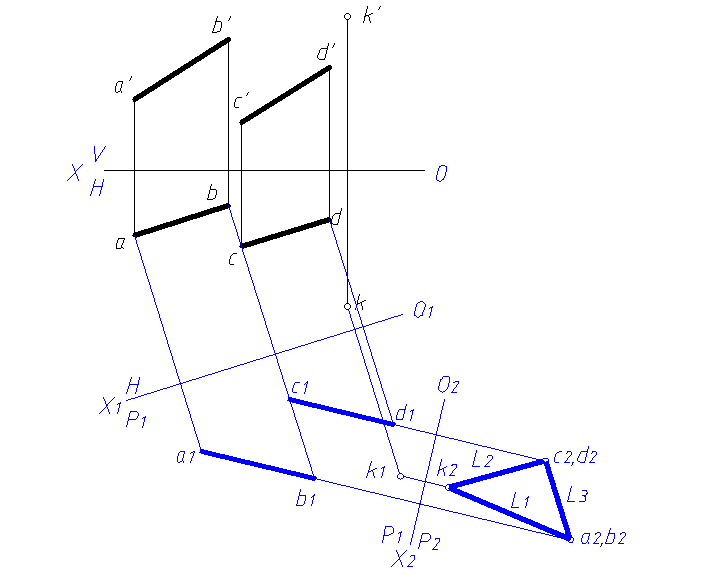 k'
b'
d'
a'
c'
V
X
H
O
b
a
d
c
k
O1
H
X1
P1
c1
d1
O2
a1
b1
k1
k2
L2
c2,d2
L1
L3
P1
P2
X2
a2,b2